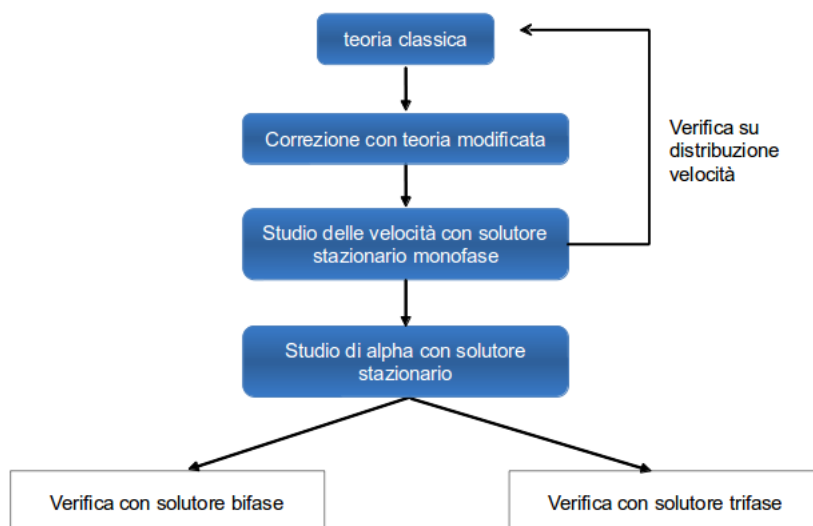 teoria classica
Correzione con teoria modificata
Verifica su
distribuzione
velocità
Studio delle velocità con solutore
stazionario monofase
Studio di alpha con solutore
stazionario
Verifica con solutore bifase
Verifica con solutore trifase